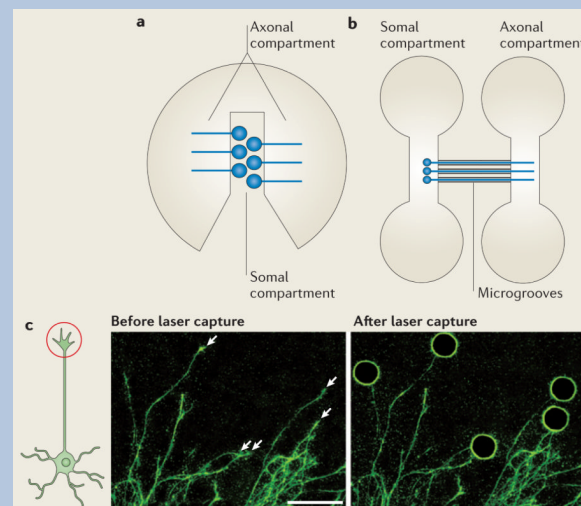 a
Axonal
compartment
b
Somal
compartment
Axonal
compartment
Somal
compartment
Microgrooves
c
Before laser capture
After laser capture